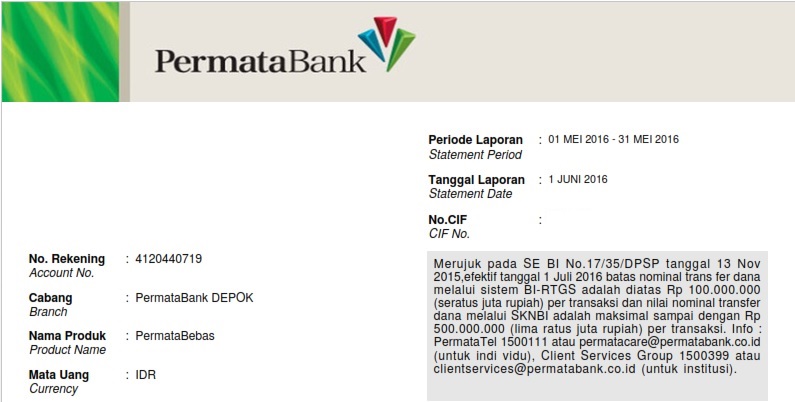 PermataBank
Periode Laporan : 01 MEI 2016 - 31 MEI 2016
Statement Period
Tanggal Laporan : 1 JUNI 2016
Statement Date
No.CIF :
CIF No.
No. Rekening : 4120440719
Account No.
Cabang : PermataBank DEPOK
Branch
Nama Produk : PermataBebas
Product Name
Mata Uang : IDR
Currency
Merujuk pada SE BI No.17/35/DPSP tanggal 13 Nov
2015,efektif tanggal 1 Juli 2016 batas nominal trans fer dana
melalui sistem BI-RTGS adalah diatas Rp 100.000.000
(seratus juta rupiah) per transaksi dan nilai nominal transfer
dana melalui SKNBI adalah maksimal sampai dengan Rp
500.000.000 (lima ratus juta rupiah) per transaksi. Info :
PermataTel 1500111 atau permatacare@permatabank.co.id
(untuk indi vidu), Client Services Group 1500399 atau
clientservices@permatabank.co.id (untuk institusi).